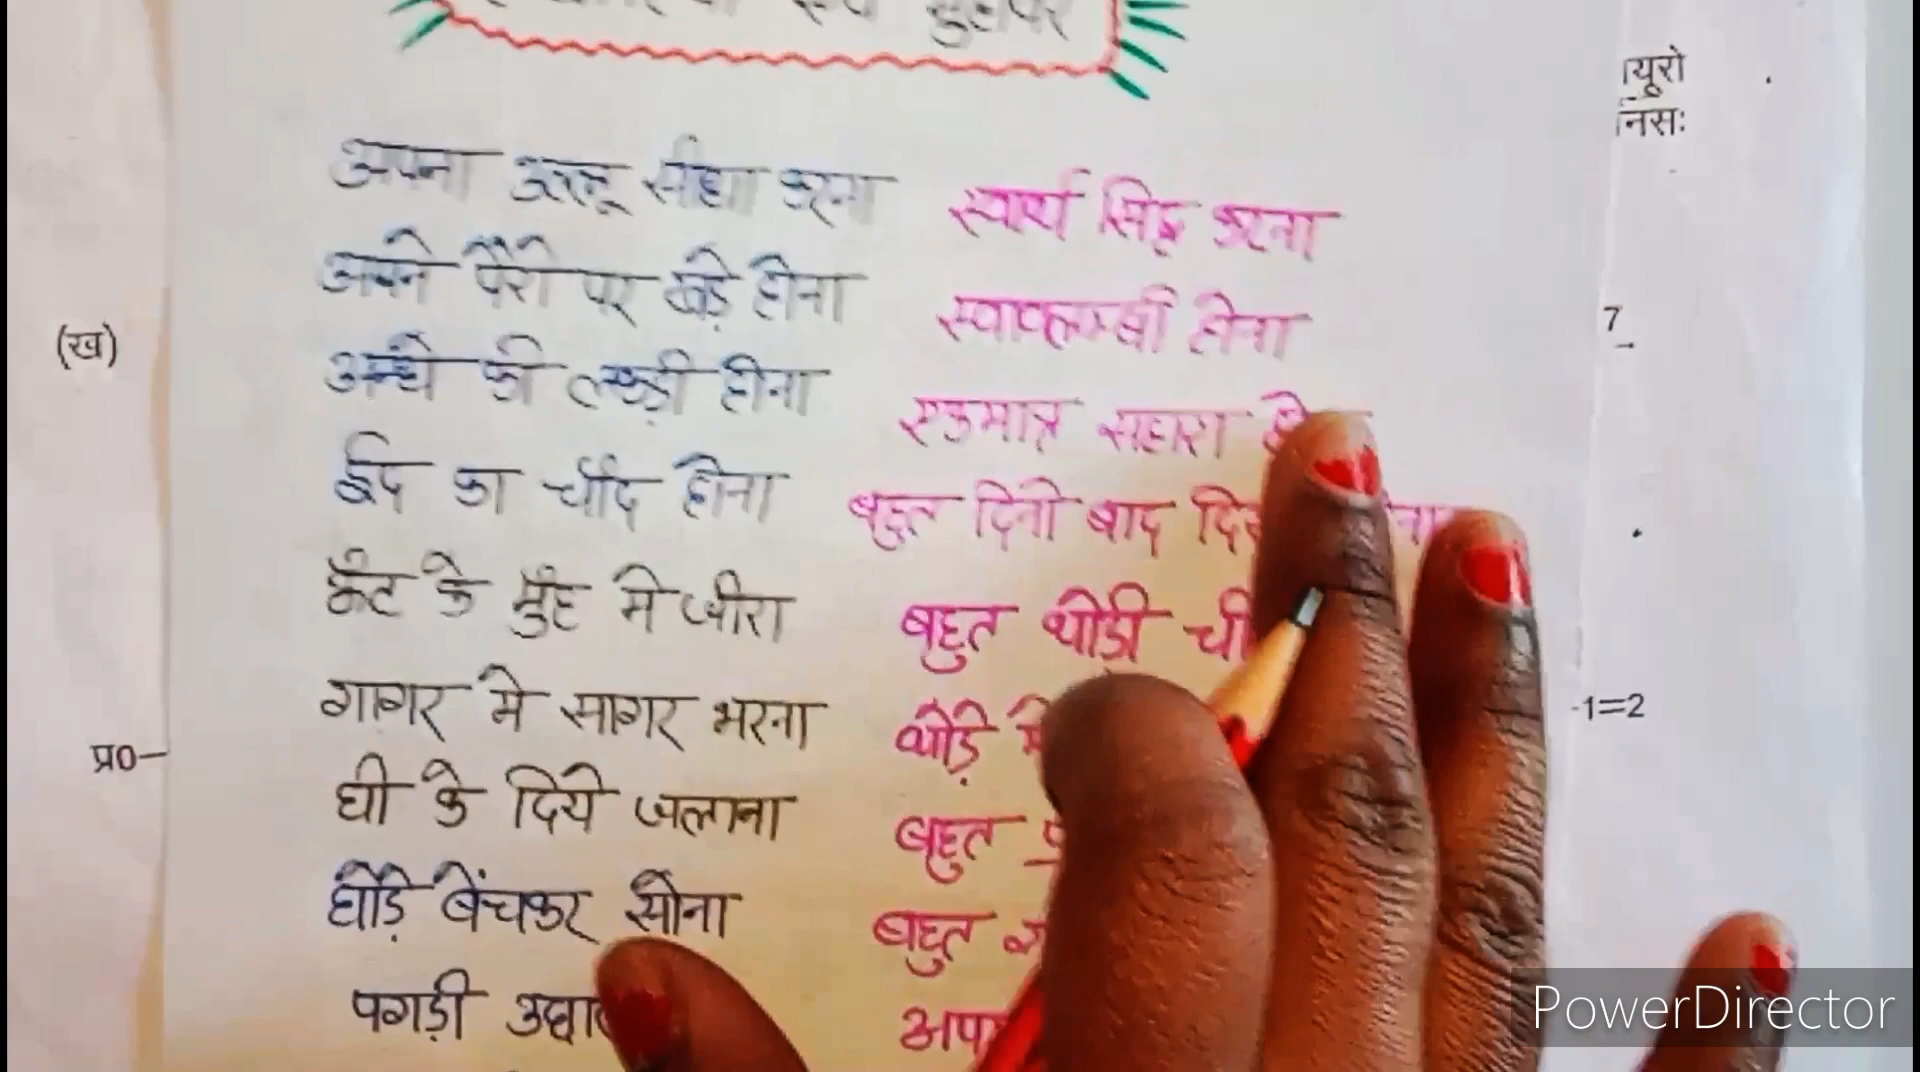 मुहावरे
यूरो
निसः
अपना उल्लू सीधा करना स्वार्थ सिद्ध करना
अपने पैरो पर खड़े होना स्वावलम्बी होना
(ख) 7
अन्धे की लकड़ी होना एकमात्र सहारा
ईद का चाँद होना बहुत दिनो बाद
ऊँट के मुँह मे जीरा बहुत थोड़ी
गागर मे सागर भरना थोड़े मे
-1=2
प्र0-
घी के दिये जलाना बहुत
घोड़े बेंचकर सोना बहुत
पगड़ी
PowerDirector